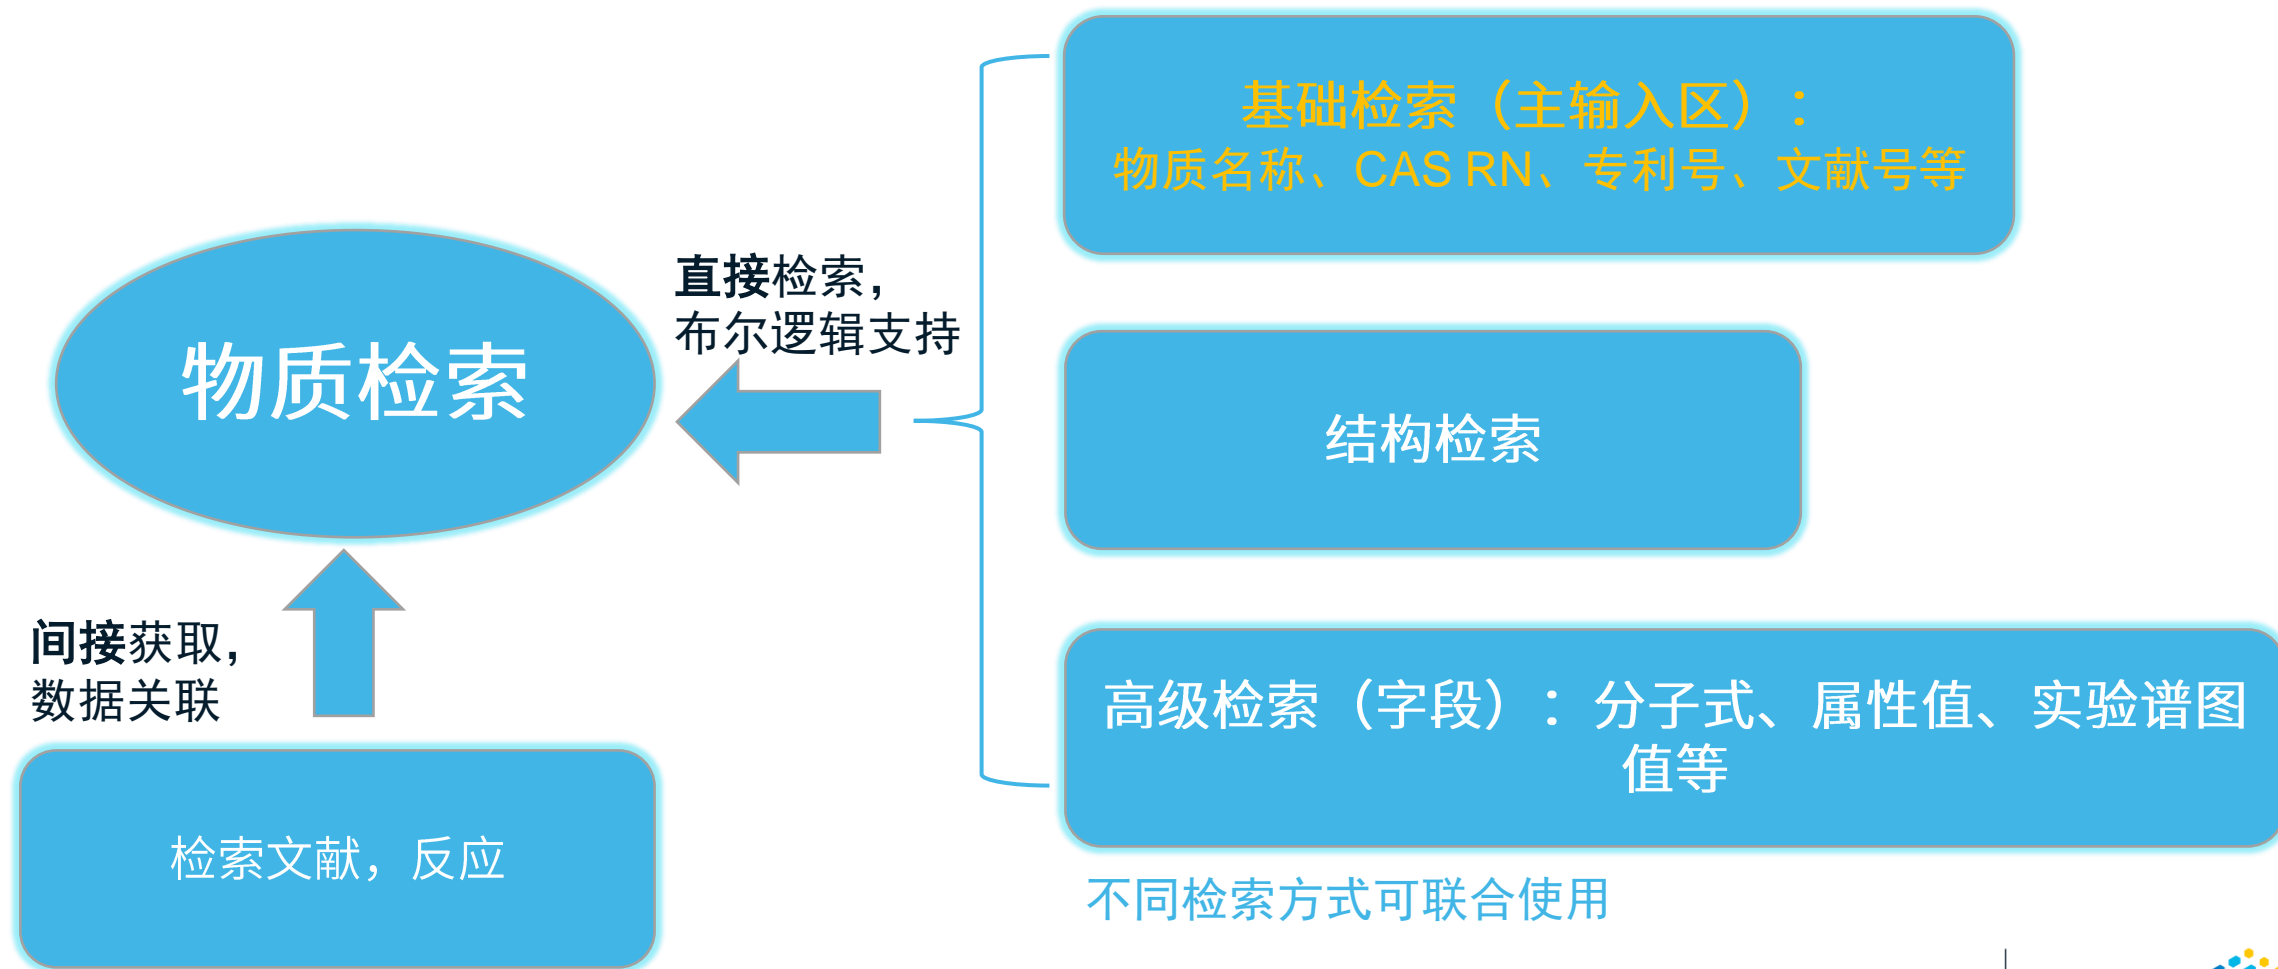 基础检索（主输入区）：
物质名称、CAS RN、专利号、文献号等
直接检索，
布尔逻辑支持
物质检索
结构检索
间接获取，
数据关联
高级检索（字段）：分子式、属性值、实验谱图
值等
检索文献，反应
不同检索方式可联合使用